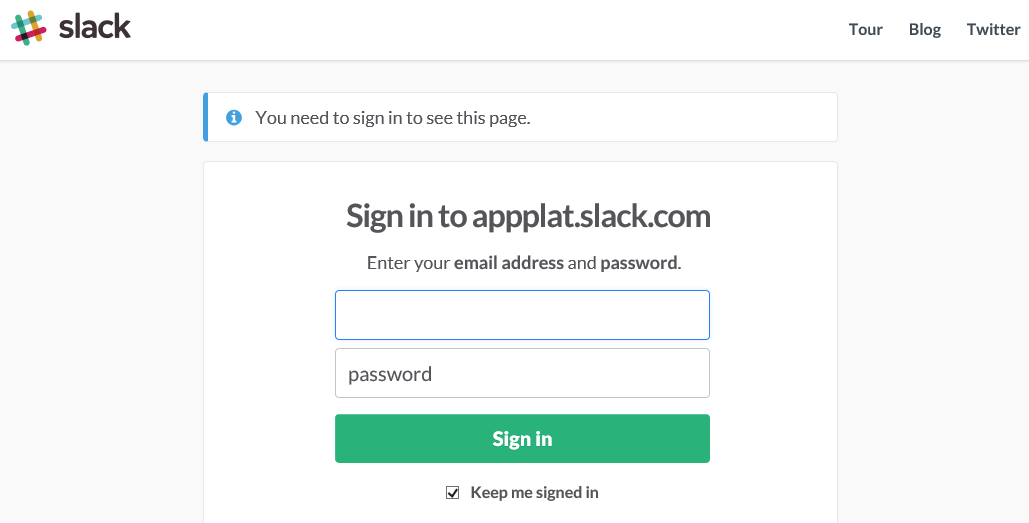 slack
Tour Blog Twitter
You need to sign in to see this page.
Sign in to appplat.slack.com
Enter your email address and password.
password
Sign in
Keep me signed in